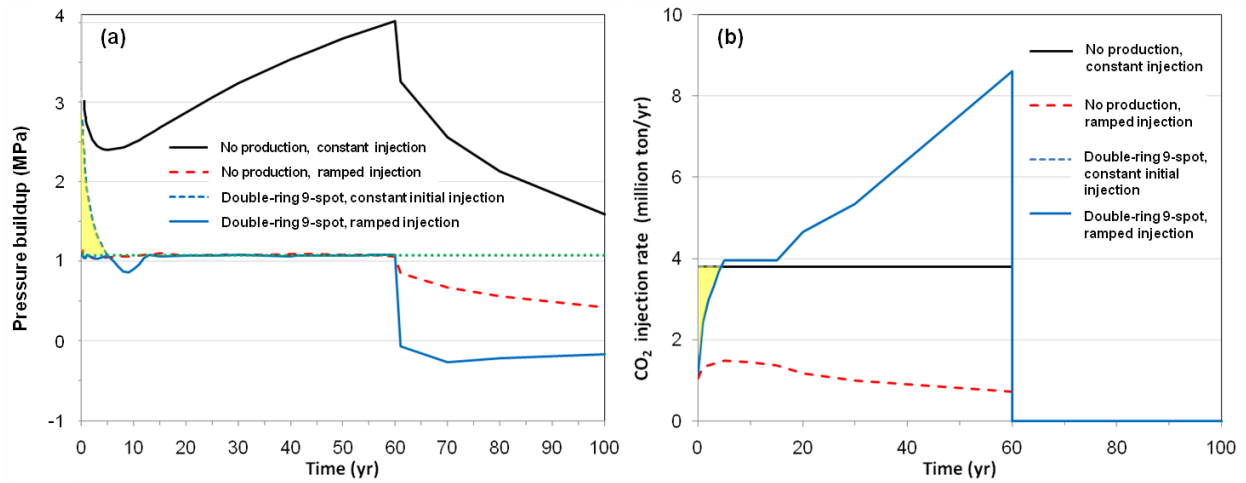 (a)
Pressure buildup (MPa)
4
3
2
1
0
-1
No production, constant injection
No production, ramped injection
Double-ring 9-spot, constant initial injection
Double-ring 9-spot, ramped injection
0 10 20 30 40 50 60 70 80 90 100
Time (yr)
(b)
CO2 injection rate (million ton/yr)
10
8
6
4
2
0
No production,
constant injection
No production,
ramped injection
Double-ring 9-spot,
constant initial
injection
Double-ring 9-spot,
ramped injection
0 20 40 60 80 100
Time (yr)